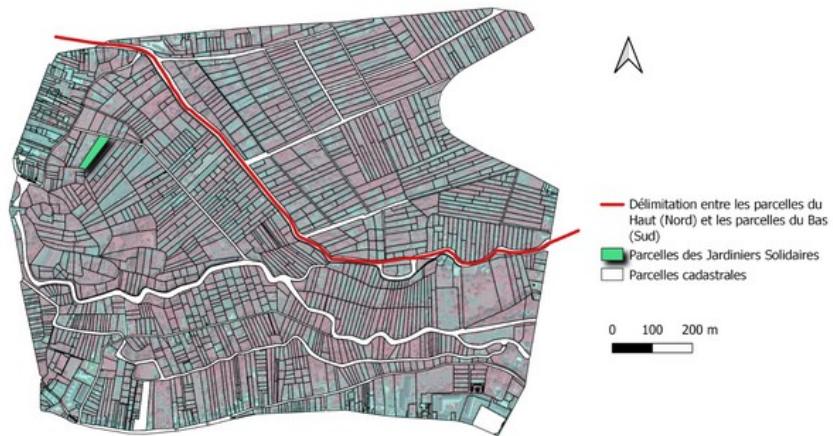 Délimitation entre les parcelles du
Haut (Nord) et les parcelles du Bas
(Sud)
Parcelles des Jardiniers Solidaires
Parcelles cadastrales
0 100 200 m